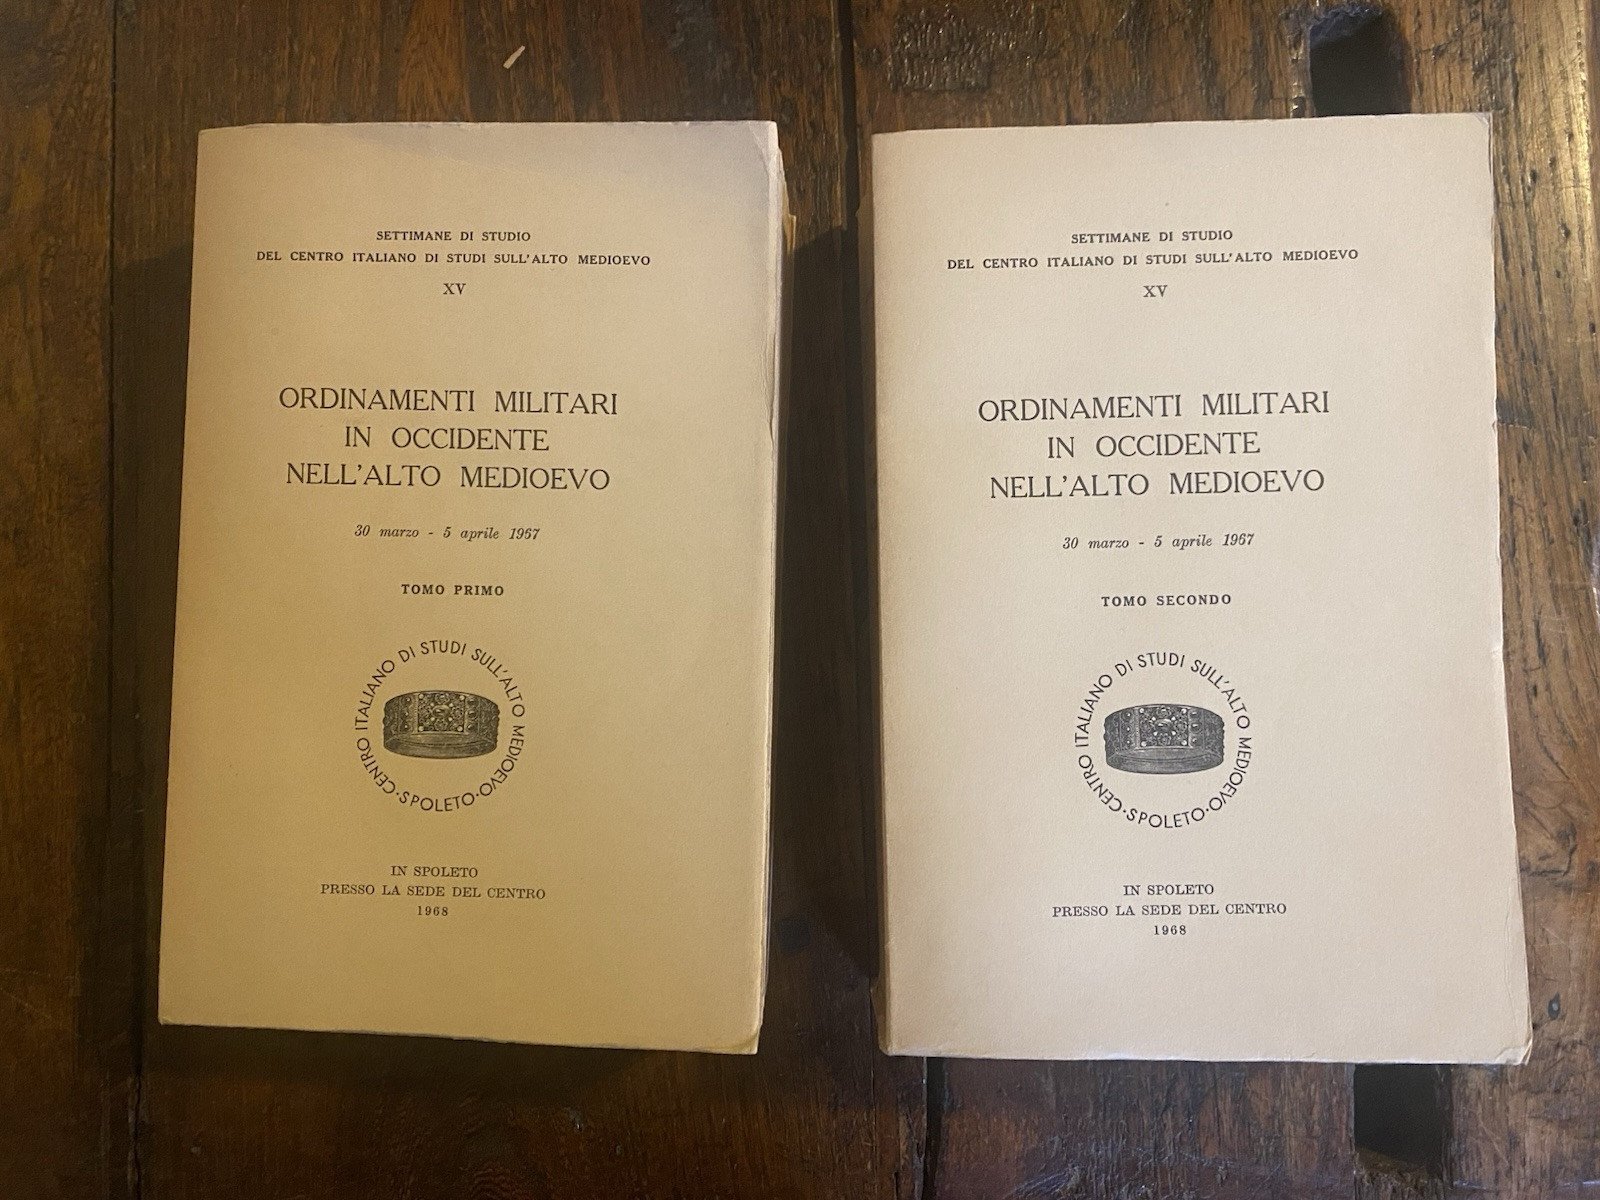 SETTIMANE DI STUDIO
DEL CENTRO ITALIANO DI STUDI SULL'ALTO MEDIOEVO
XV
ORDINAMENTI MILITARI
IN OCCIDENTE
NELL'ALTO MEDIOEVO
30 marzo - 5 aprile 1967
TOMO PRIMO
CENTRO ITALIANO DI STUDI SULL'ALTO MEDIOEVO · SPOLETO ·
IN SPOLETO
PRESSO LA SEDE DEL CENTRO
1968
SETTIMANE DI STUDIO
DEL CENTRO ITALIANO DI STUDI SULL'ALTO MEDIOEVO
XV
ORDINAMENTI MILITARI
IN OCCIDENTE
NELL'ALTO MEDIOEVO
30 marzo - 5 aprile 1967
TOMO SECONDO
CENTRO ITALIANO DI STUDI SULL'ALTO MEDIOEVO · SPOLETO ·
IN SPOLETO
PRESSO LA SEDE DEL CENTRO
1968